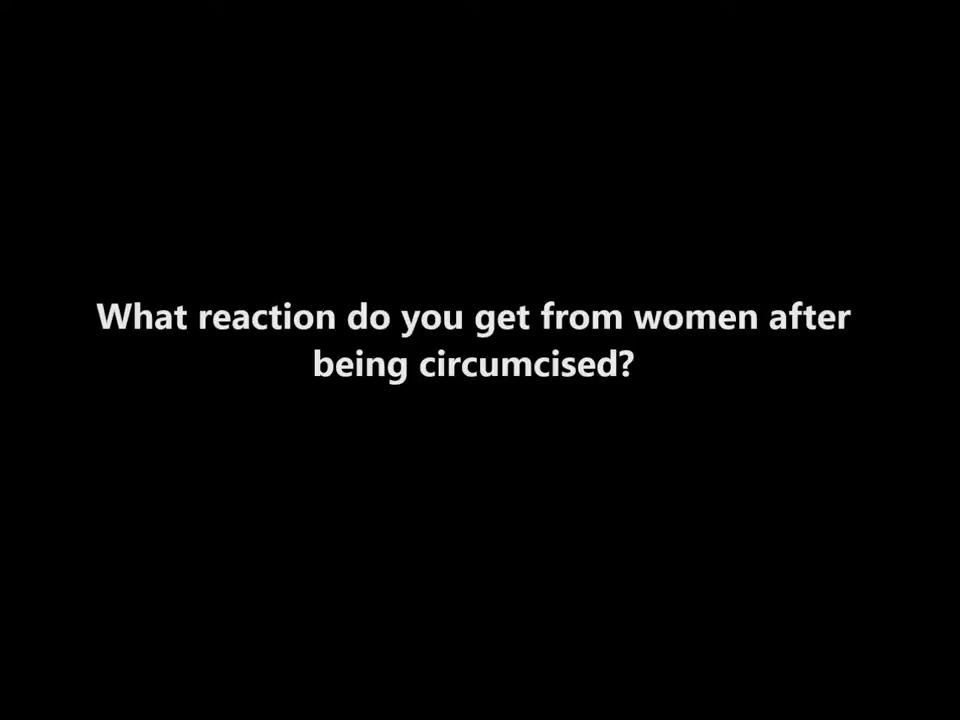 What reaction do you get from women after
being circumcised?